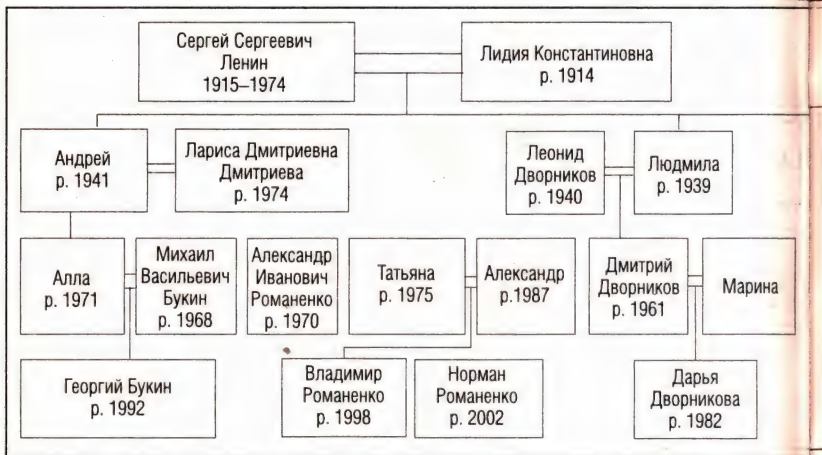 Сергей Сергеевич
Ленин
1915–1974
Лидия Константиновна
р. 1914
Андрей
р. 1941
Лариса Дмитриевна
Дмитриева
р. 1974
Леонид
Дворников
р. 1940
Людмила
р. 1939
Алла
р. 1971
Михаил
Васильевич
Букин
р. 1968
Александр
Иванович
Романенко
р. 1970
Татьяна
р. 1975
Александр
р.1987
Дмитрий
Дворников
р. 1961
Марина
Георгий Букин
р. 1992
Владимир
Романенко
р. 1998
Норман
Романенко
р. 2002
Дарья
Дворникова
р. 1982